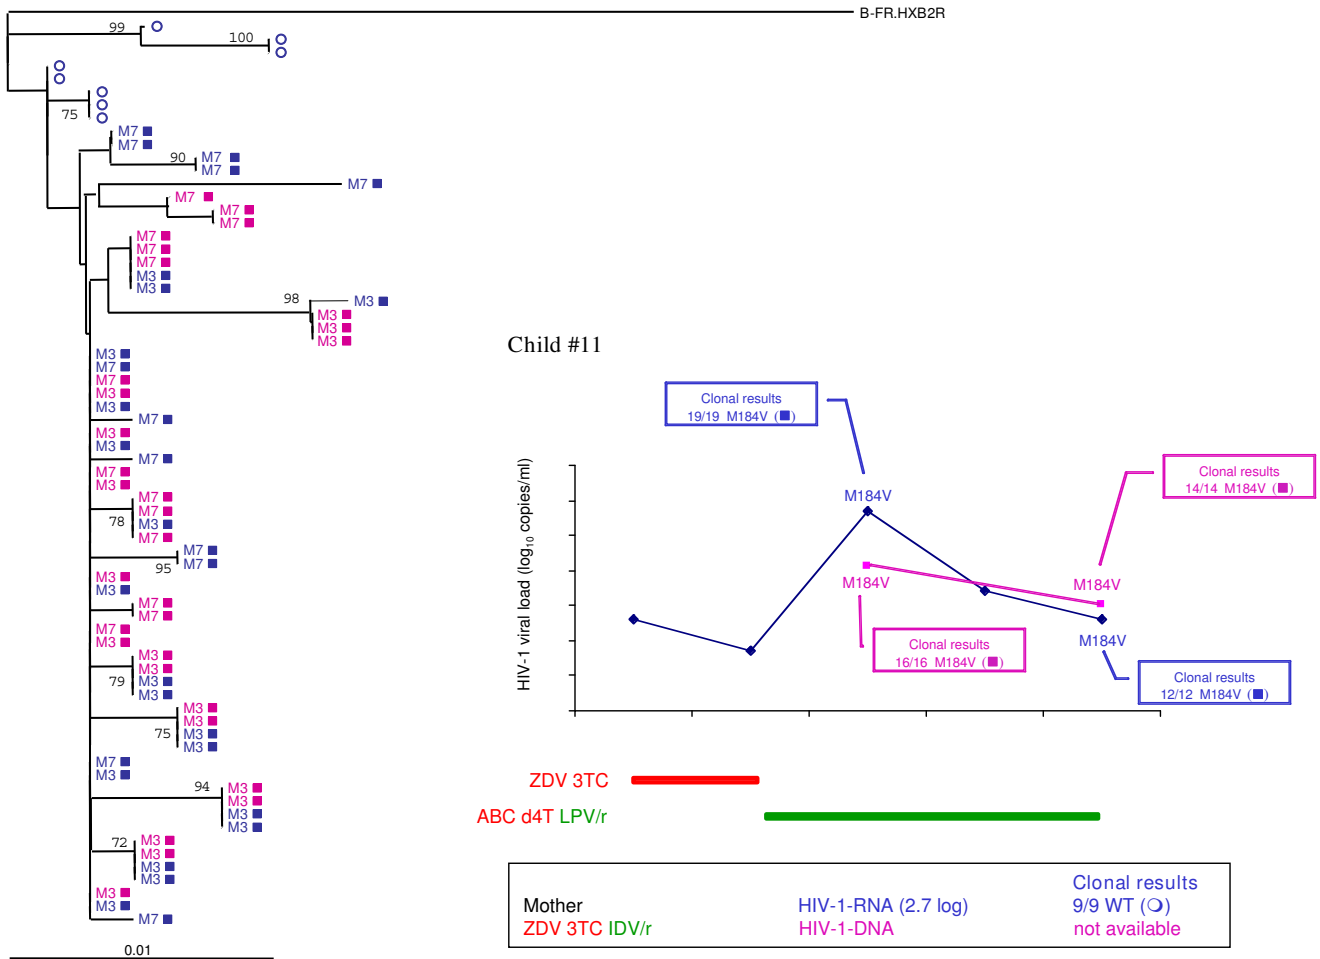 B-FR.HXB2R
99
100
75
M7
M7
90
M7
M7
M7
M7
M7
M7
M7
M7
M7
M3
M3
98
M3
M3
M3
M3
M3
M7
M7
M3
M3
M7
M3
M3
M7
M7
M3
M7
M7
78
M3
M7
M7
95
M7
M3
M3
M7
M7
M7
M3
M3
M3
79
M3
M3
M3
M3
75
M3
M3
M7
M3
94
M3
M3
M3
M3
72
M3
M3
M3
M3
M3
M3
M7
0.01
Child #11
Clonal results
19/19 M184V (■)
Clonal results
14/14 M184V (■)
M184V
M184V
M184V
M184V
Clonal results
16/16 M184V (■)
Clonal results
12/12 M184V (■)
HIV-1 viral load (log10 copies/ml)
ZDV 3TC
ABC d4T LPV/r
Clonal results
Mother HIV-1-RNA (2.7 log) 9/9 WT (❍)
ZDV 3TC IDV/r HIV-1-DNA not available